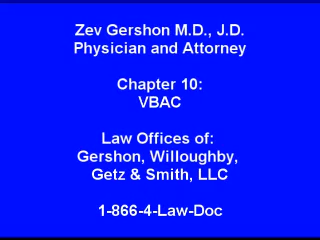 Zev Gershon M.D., J.D.
Physician and Attorney
Chapter 10:
VBAC
Law Offices of:
Gershon, Willoughby,
Getz & Smith, LLC
1-866-4-Law-Doc